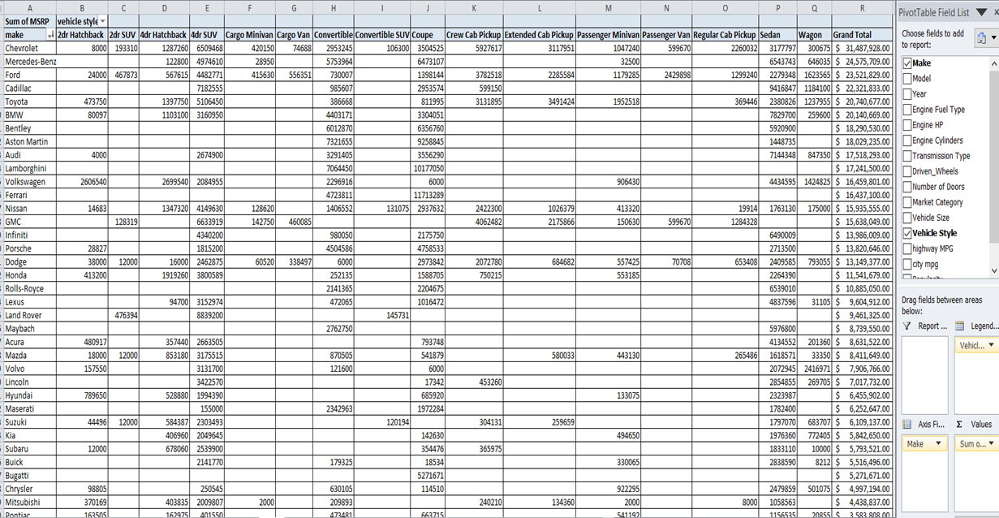 A B C D E F G H I J K L M N O P Q R
Sum of MSRP vehicle style
make 2dr Hatchback 2dr SUV 4dr Hatchback 4dr SUV Cargo Minivan Cargo Van Convertible Convertible SUV Coupe Crew Cab Pickup Extended Cab Pickup Passenger Minivan Passenger Van Regular Cab Pickup Sedan Wagon Grand Total
Chevrolet 8000 193310 1287260 6509468 420150 74688 2953245 106300 3504525 5927617 3117951 1047240 599670 2260032 3177797 300675 $ 31,487,928.00
Mercedes-Benz 122800 4974610 28950 5753964 6473107 32500 6543743 646035 $ 24,575,709.00
Ford 24000 467873 567615 4482771 415630 556351 730007 1398144 3782518 2285584 1179285 2429898 1299240 2279348 1623565 $ 23,521,829.00
Cadillac 7182555 985607 2953574 599150 9416847 1184100 $ 22,321,833.00
Toyota 473750 1397750 5106450 386668 811995 3131895 3491424 1952518 369446 2380826 1237955 $ 20,740,677.00
BMW 80097 1103100 3160950 4403171 3304051 7829700 259600 $ 20,140,669.00
Bentley 6012870 6356760 5920900 $ 18,290,530.00
Aston Martin 7321655 9258845 1448735 $ 18,029,235.00
Audi 4000 2674900 3291405 3556290 7144348 847350 $ 17,518,293.00
Lamborghini 7064450 10177050 $ 17,241,500.00
Volkswagen 2606540 2699540 2084955 2296916 6000 906430 4434595 1424825 $ 16,459,801.00
Ferrari 4723811 11713289 $ 16,437,100.00
Nissan 14683 1347320 4149630 128620 1406552 131075 2937632 2422300 1026379 413320 19914 1763130 175000 $ 15,935,555.00
GMC 128319 6633919 142750 460085 4062482 2175866 150630 599670 1284328 $ 15,638,049.00
Infiniti 4340200 980050 2175750 6490009 $ 13,986,009.00
Porsche 28827 1815200 4504586 4758533 2713500 $ 13,820,646.00
Dodge 38000 12000 16000 2462875 60520 338497 6000 2973842 2072780 684682 557425 70708 653408 2409585 793055 $ 13,149,377.00
Honda 413200 1919260 3800589 252135 1588705 750215 553185 2264390 $ 11,541,679.00
Rolls-Royce 2141365 2204675 6539010 $ 10,885,050.00
Lexus 94700 3152974 472065 1016472 4837596 31105 $ 9,604,912.00
Land Rover 476394 8839200 145731 $ 9,461,325.00
Maybach 2762750 5976800 $ 8,739,550.00
Acura 480917 357440 2663505 793748 4134552 201360 $ 8,631,522.00
Mazda 18000 12000 853180 3175515 870505 541879 580033 443130 265486 1618571 33350 $ 8,411,649.00
Volvo 157550 3131700 121600 6000 2072945 2416971 $ 7,906,766.00
Lincoln 3422570 17342 453260 2854855 269705 $ 7,017,732.00
Hyundai 789650 528880 1994390 685920 133075 2323987 $ 6,455,902.00
Maserati 155000 2342963 1972284 1782400 $ 6,252,647.00
Suzuki 44496 12000 584387 2303493 120194 304131 259659 1797070 683707 $ 6,109,137.00
Kia 406960 2049645 142630 494650 1976360 772405 $ 5,842,650.00
Subaru 12000 678060 2539900 354476 365975 1833110 10000 $ 5,793,521.00
Buick 2141770 179325 18534 330065 2838590 8212 $ 5,516,496.00
Bugatti 5271671 $ 5,271,671.00
Chrysler 98805 250545 630105 114510 922295 2479859 501075 $ 4,997,194.00
Mitsubishi 370169 403835 2009807 2000 209893 240210 134360 2000 8000 1058563 $ 4,438,837.00
Pontiac 163505 162975 401550 473481 663715 541192 1156535 20855 $ 3,583,808.00
PivotTable Field List
Choose fields to add
to report:
Make
Model
Year
Engine Fuel Type
Engine HP
Engine Cylinders
Transmission Type
Driven_Wheels
Number of Doors
Market Category
Vehicle Size
Vehicle Style
highway MPG
city mpg
Popularity
Drag fields between areas
below:
Report ... Legend...
Vehicl...
Axis Fi... Σ Values
Make Sum o...